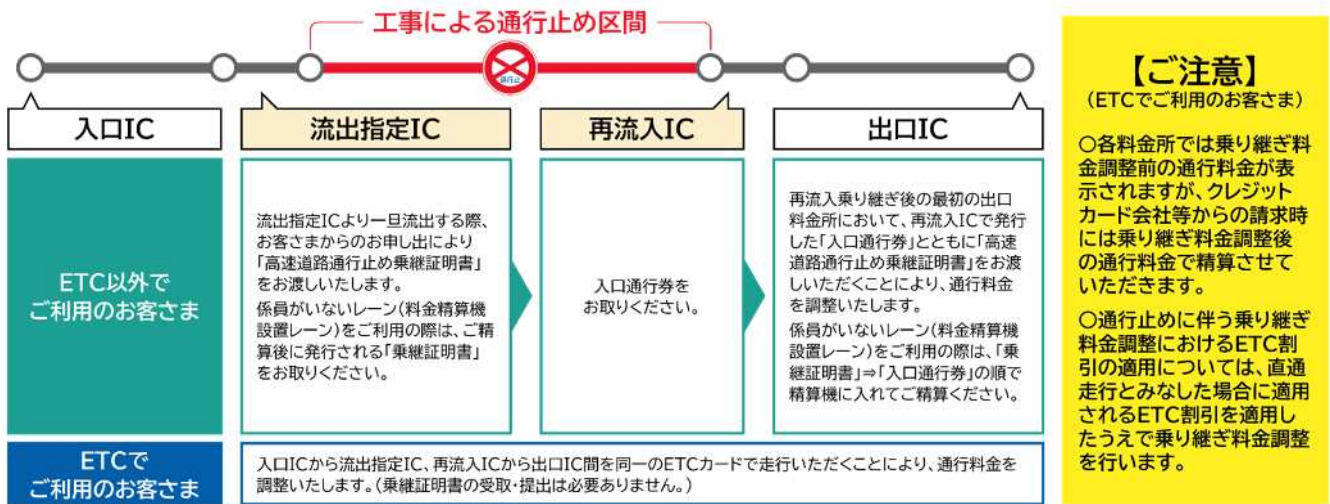 工事による通行止め区間
通行止
入口IC
流出指定IC
再流入IC
出口IC
ETC以外で
ご利用のお客さま
流出指定ICより一旦流出する際、
お客さまからのお申し出により
「高速道路通行止め乗継証明書」
をお渡しいたします。
係員がいないレーン(料金精算機
設置レーン)をご利用の際は、ご精
算後に発行される「乗継証明書」
をお取りください。
入口通行券を
お取りください。
再流入乗り継ぎ後の最初の出口
料金所において、再流入ICで発行
した「入口通行券」とともに「高速
道路通行止め乗継証明書」をお渡
しいただくことにより、通行料金
を調整いたします。
係員がいないレーン(料金精算機
設置レーン)をご利用の際は、「乗
継証明書」⇒「入口通行券」の順で
精算機に入れてご精算ください。
ETCで
ご利用のお客さま
入口ICから流出指定IC、再流入ICから出口IC間を同一のETCカードで走行いただくことにより、通行料金を
調整いたします。(乗継証明書の受取・提出は必要ありません。)
【ご注意】
(ETCでご利用のお客さま)
○各料金所では乗り継ぎ料
金調整前の通行料金が表
示されますが、クレジット
カード会社等からの請求時
には乗り継ぎ料金調整後
の通行料金で精算させて
いただきます。
○通行止めに伴う乗り継ぎ
料金調整におけるETC割
引の適用については、直通
走行とみなした場合に適用
されるETC割引を適用し
たうえで乗り継ぎ料金調整
を行います。